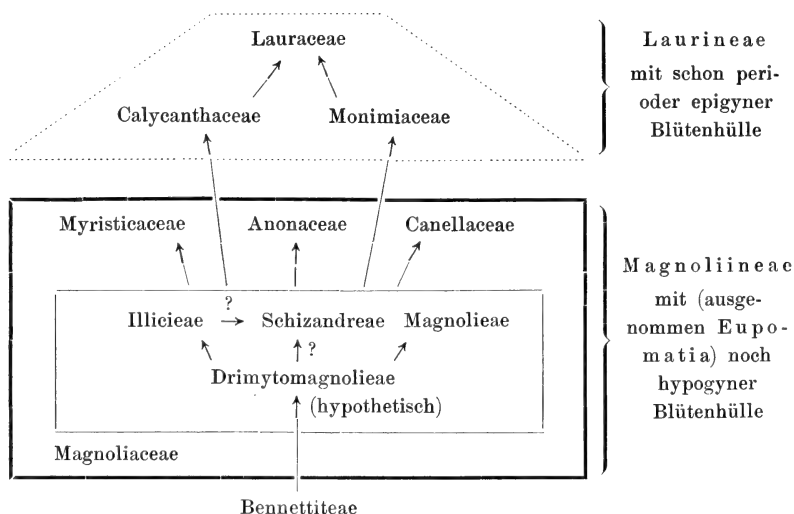 Lauraceae
Calycanthaceae Monimiaceae
Laurineae
mit schon peri-
oder epigyner
Blütenhülle
Myristicaceae Anonaceae Canellaceae
?
Illicieae Schizandreae Magnolieae
?
Drimytomagnolieae
(hypothetisch)
Magnoliaceae
Magnoliineae
mit (ausge-
nommen Eupo-
matia) noch
hypogyner
Blütenhülle
Bennettiteae